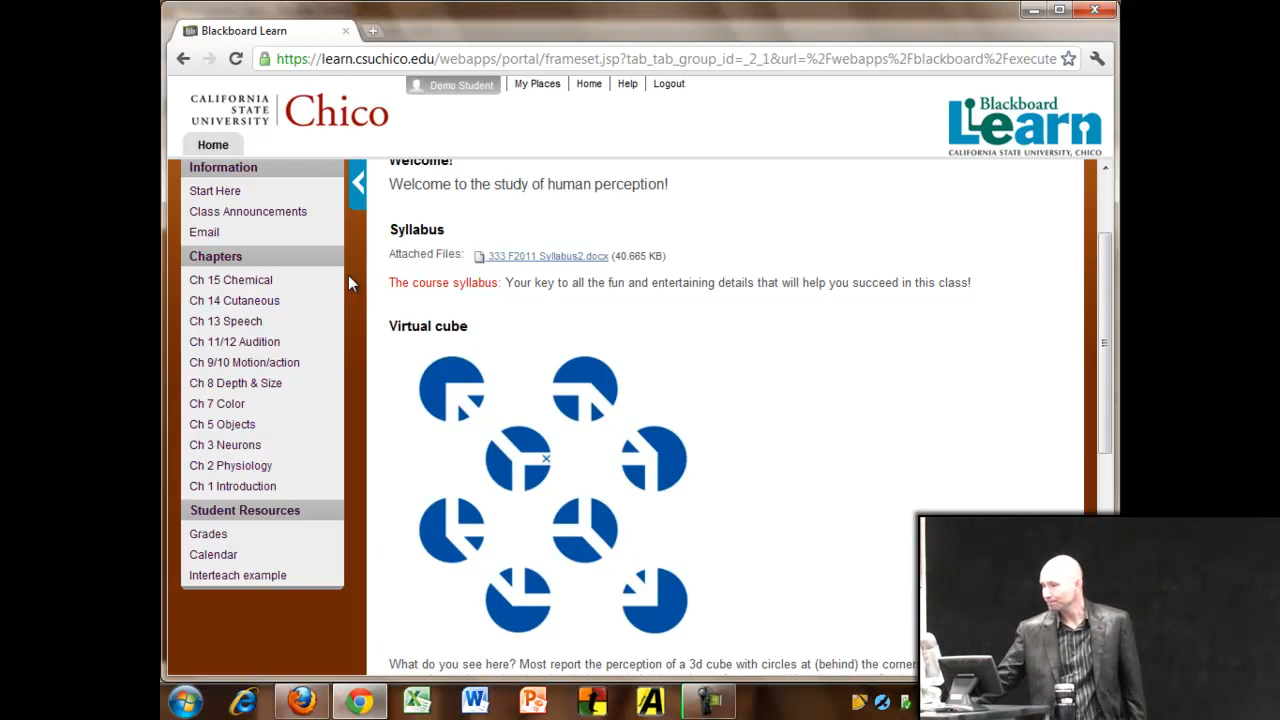 Blackboard Learn
https://learn.csuchico.edu/webapps/portal/frameset.jsp?tab_tab_group_id=_2_1&url=%2Fwebapps%2Fblackboard%2Fexecute
Demo Student My Places Home Help Logout
CALIFORNIA
STATE
UNIVERSITY
Chico
Blackboard
Learn
CALIFORNIA STATE UNIVERSITY, CHICO
Home
Information
Start Here
Class Announcements
Email
Chapters
Ch 15 Chemical
Ch 14 Cutaneous
Ch 13 Speech
Ch 11/12 Audition
Ch 9/10 Motion/action
Ch 8 Depth & Size
Ch 7 Color
Ch 5 Objects
Ch 3 Neurons
Ch 2 Physiology
Ch 1 Introduction
Student Resources
Grades
Calendar
Interteach example
Welcome!
Welcome to the study of human perception!
Syllabus
Attached Files: 333 F2011 Syllabus2.docx (40.665 KB)
The course syllabus: Your key to all the fun and entertaining details that will help you succeed in this class!
Virtual cube
What do you see here? Most report the perception of a 3d cube with circles at (behind) the corner